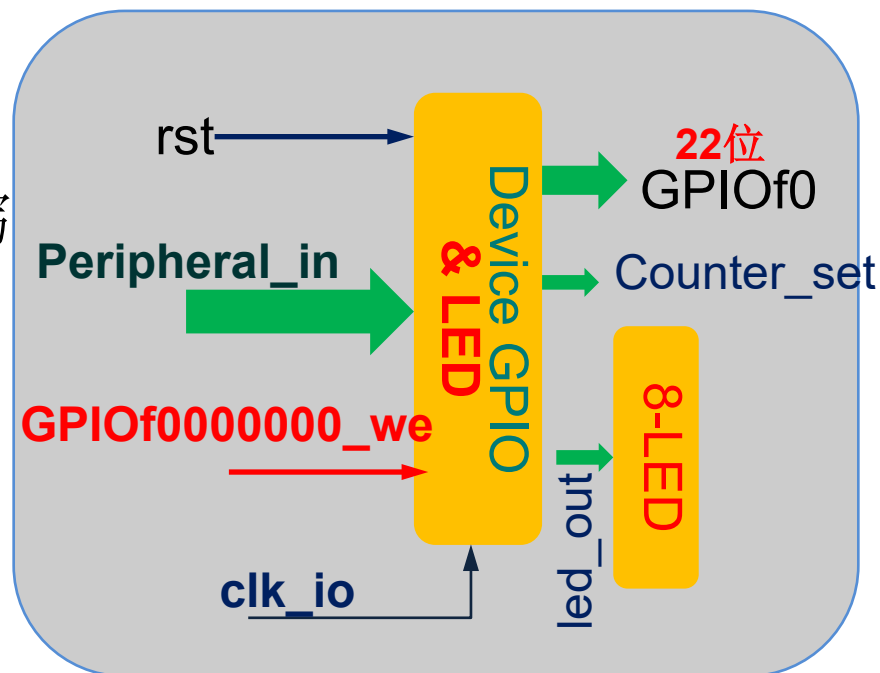 rst
Peripheral_in
GPIOf0000000_we
clk_io
Device GPIO
& LED
22位
GPIOf0
Counter_set
led_out
8-LED